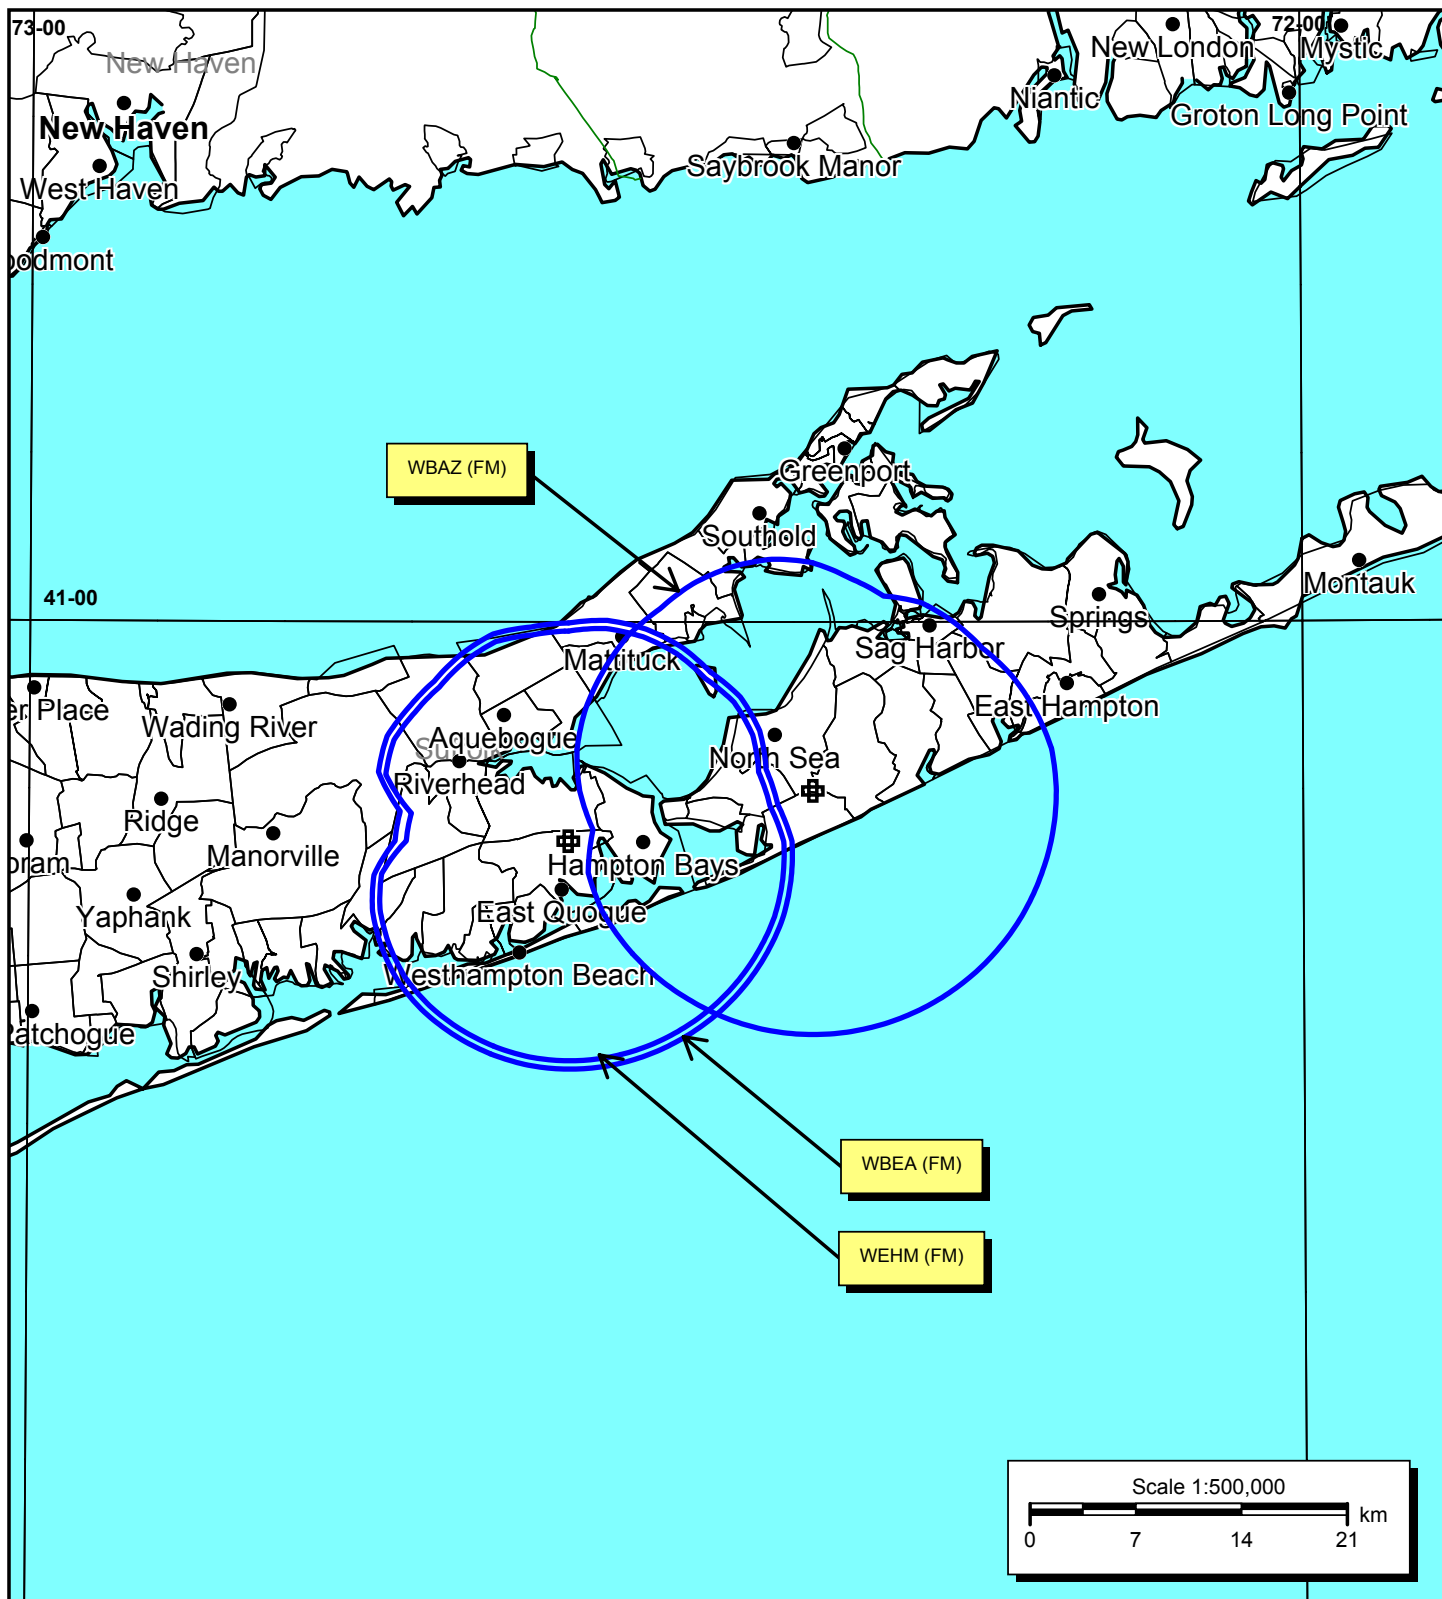 73-00
72-00
New Haven
New London
Mystic
Niantic
Groton Long Point
New Haven
Saybrook Manor
West Haven
oodmont
WBAZ (FM)
Greenport
Southold
Montauk
41-00
Springs
Sag Harbor
Mattituck
East Hampton
er Place
Wading River
Aquebogue
North Sea
Riverhead
Ridge
Manorville
Hampton Bays
oram
Yaphank
East Quogue
Shirley
Westhampton Beach
atchogue
WBEA (FM)
WEHM (FM)
Scale 1:500,000
km
0 7 14 21